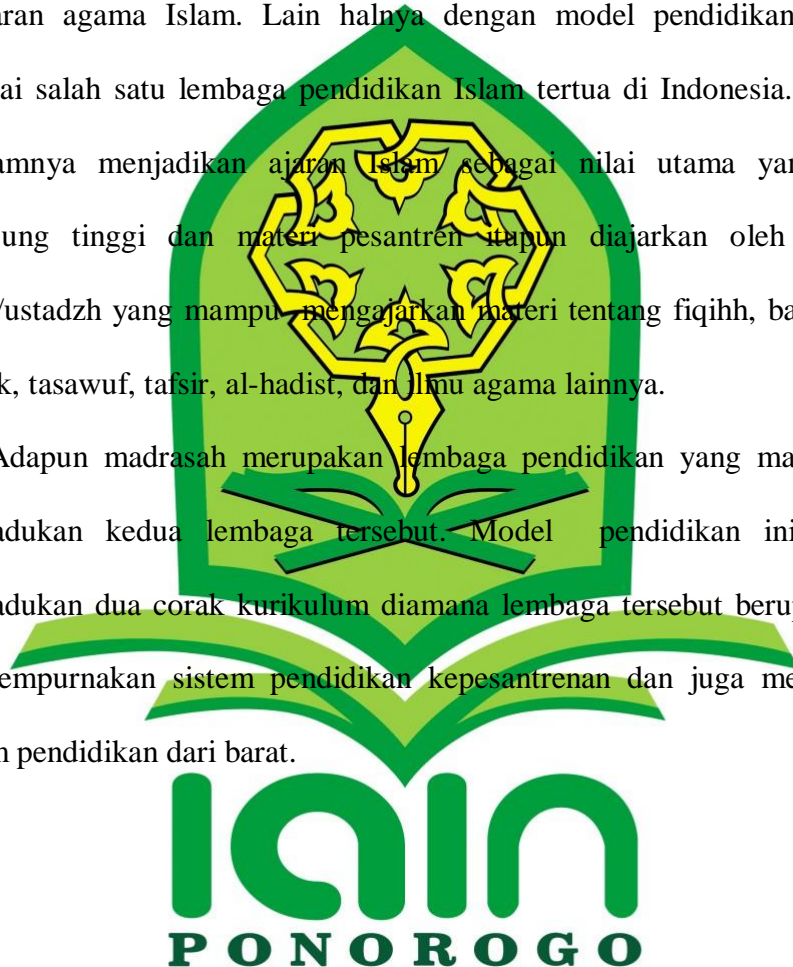 aran agama Islam. Lain halnya dengan model pendidikan
ai salah satu lembaga pendidikan Islam tertua di Indonesia.
amnya menjadikan ajaran Islam sebagai nilai utama yan
ung tinggi dan materi pesantren itupun diajarkan oleh
/ustadzh yang mampu mengajarkan materi tentang fiqihh, ba
k, tasawuf, tafsir, al-hadist, dan ilmu agama lainnya.
Adapun madrasah merupakan lembaga pendidikan yang ma
adukan kedua lembaga tersebut. Model pendidikan ini
adukan dua corak kurikulum diamana lembaga tersebut berup
empurnakan sistem pendidikan kepesantrenan dan juga me
n pendidikan dari barat.
iain
PONOROGO